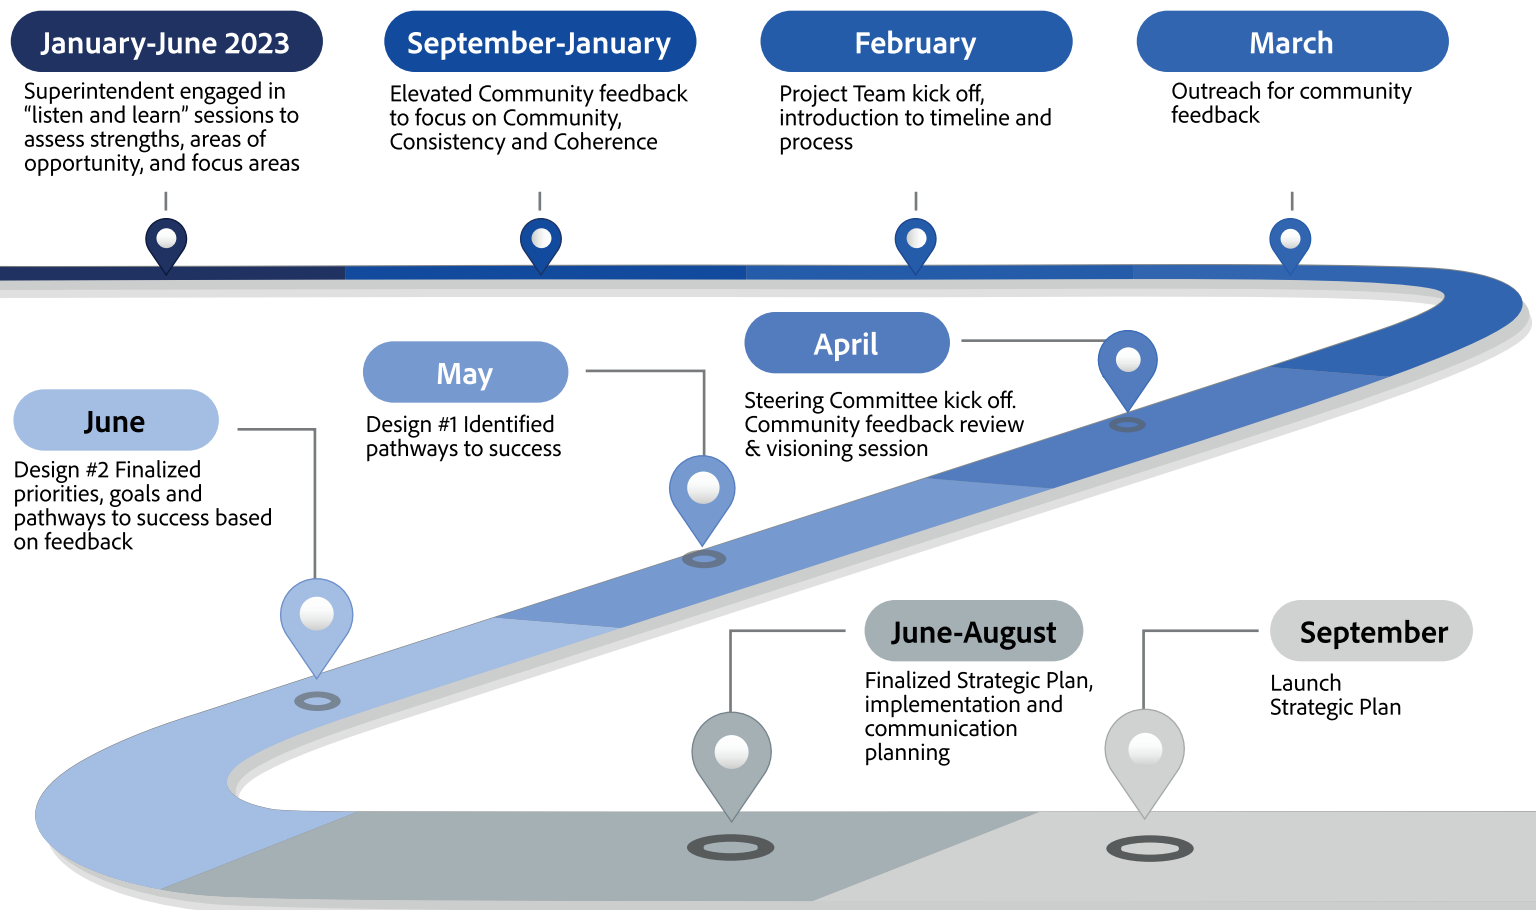 January-June 2023
Superintendent engaged in
“listen and learn” sessions to
assess strengths, areas of
opportunity, and focus areas
September-January
Elevated Community feedback
to focus on Community,
Consistency and Coherence
February
Project Team kick off,
introduction to timeline and
process
March
Outreach for community
feedback
April
Steering Committee kick off.
Community feedback review
& visioning session
May
Design #1 Identified
pathways to success
June
Design #2 Finalized
priorities, goals and
pathways to success based
on feedback
June-August
Finalized Strategic Plan,
implementation and
communication
planning
September
Launch
Strategic Plan